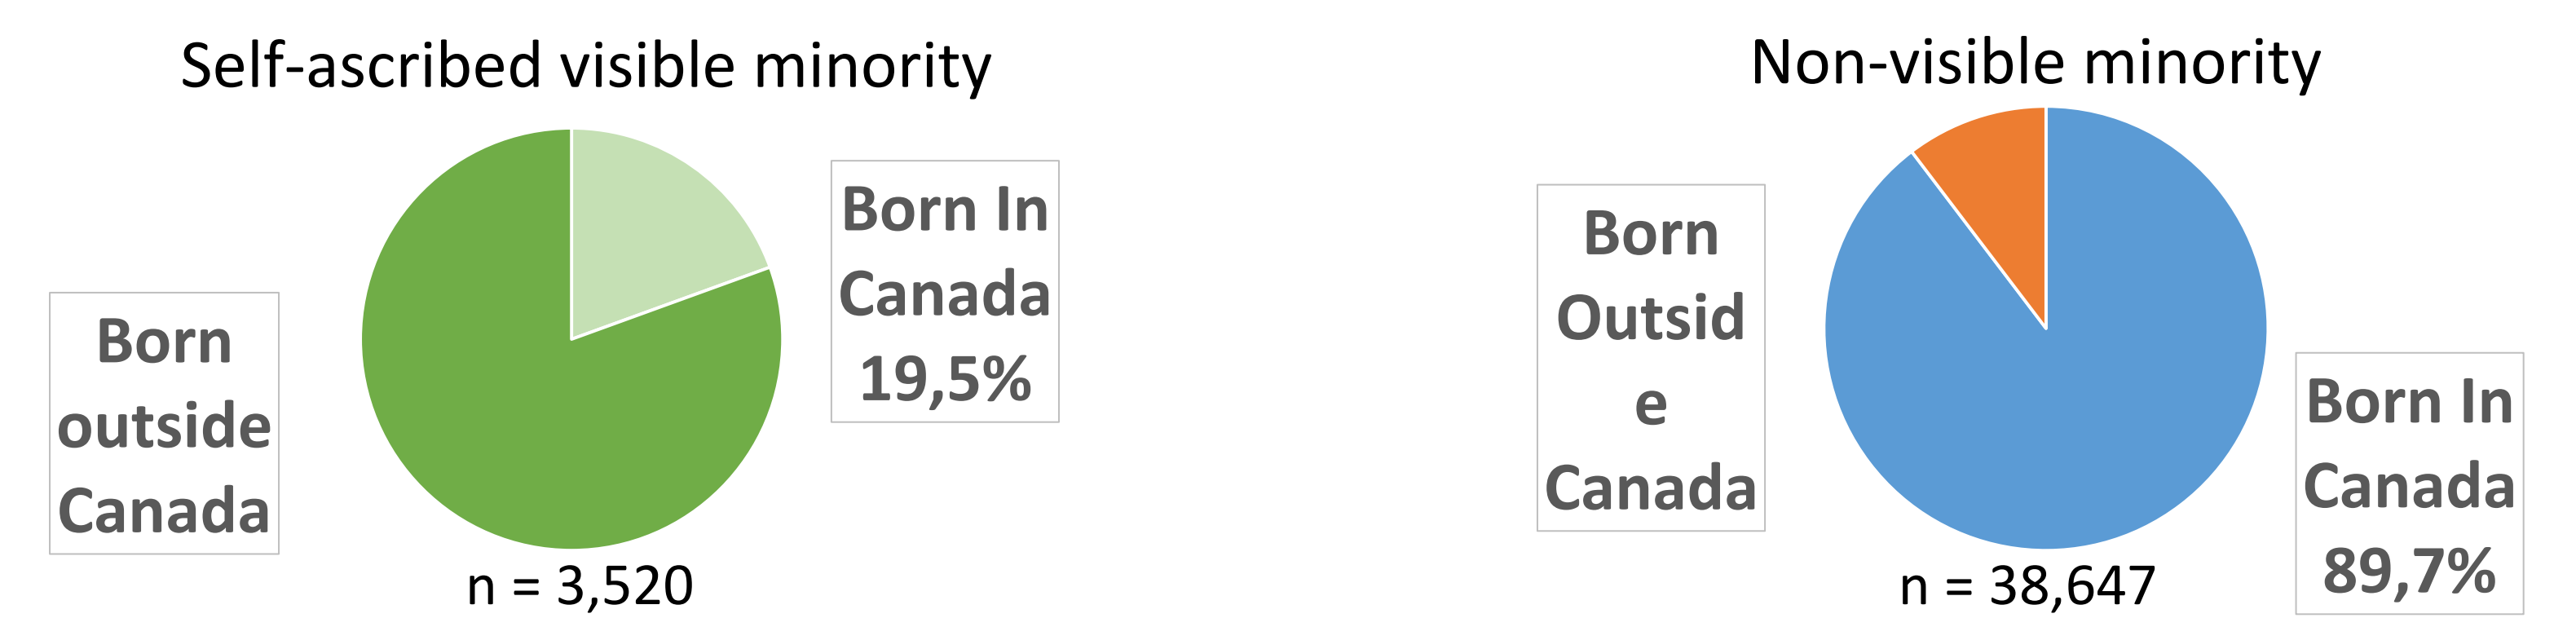 Self-ascribed visible minority
Born In
Canada
19,5%
Born
outside
Canada
n = 3,520
Non-visible minority
Born
Outsid
e
Canada
Born In
Canada
89,7%
n = 38,647